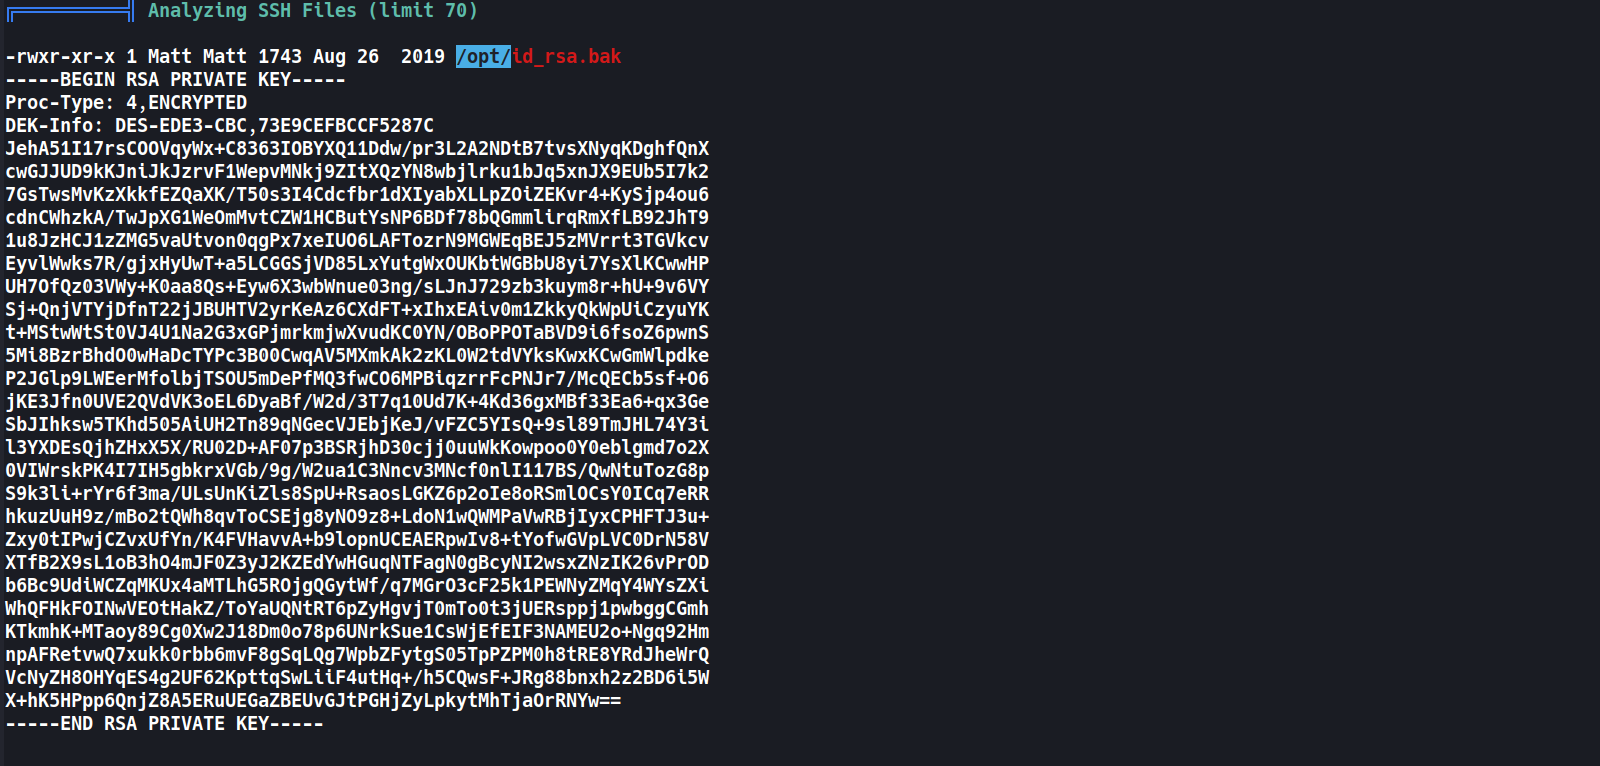 Analyzing SSH Files (limit 70)
-rwxr-xr-x 1 Matt Matt 1743 Aug 26  2019 /opt/id_rsa.bak
-----BEGIN RSA PRIVATE KEY-----
Proc-Type: 4,ENCRYPTED
DEK-Info: DES-EDE3-CBC,73E9CEFBCCF5287C
JehA51I17rsCOOVqyWx+C8363IOBYXQ11Ddw/pr3L2A2NDtB7tvsXNyqKDghfQnX
cwGJJUD9kKJniJkJzrvF1WepvMNkj9ZItXQzYN8wbjlrku1bJq5xnJX9EUb5I7k2
7GsTwsMvKzXkkfEZQaXK/T50s3I4Cdcfbr1dXIyabXLLpZOiZEKvr4+KySjp4ou6
cdnCWhzkA/TwJpXG1WeOmMvtCZW1HCButYsNP6BDf78bQGmmlirqRmXfLB92JhT9
1u8JzHCJ1zZMG5vaUtvon0qgPx7xeIUO6LAFTozrN9MGWEqBEJ5zMVrrt3TGVkcv
EyvlWwks7R/gjxHyUwT+a5LCGGSjVD85LxYutgWxOUKbtWGBbU8yi7YsXlKCwwHP
UH7OfQz03VWy+K0aa8Qs+Eyw6X3wbWnue03ng/sLJnJ729zb3kuym8r+hU+9v6VY
Sj+QnjVTYjDfnT22jJBUHTV2yrKeAz6CXdFT+xIhxEAiv0m1ZkkyQkWpUiCzyuYK
t+MStwWtSt0VJ4U1Na2G3xGPjmrkmjwXvudKC0YN/OBoPPOTaBVD9i6fsoZ6pwnS
5Mi8BzrBhdO0wHaDcTYPc3B00CwqAV5MXmkAk2zKL0W2tdVYksKwxKCwGmWlpdke
P2JGlp9LWEerMfolbjTSOU5mDePfMQ3fwCO6MPBiqzrrFcPNJr7/McQECb5sf+O6
jKE3Jfn0UVE2QVdVK3oEL6DyaBf/W2d/3T7q10Ud7K+4Kd36gxMBf33Ea6+qx3Ge
SbJIhksw5TKhd505AiUH2Tn89qNGecVJEbjKeJ/vFZC5YIsQ+9sl89TmJHL74Y3i
l3YXDEsQjhZHxX5X/RU02D+AF07p3BSRjhD30cjj0uuWkKowpoo0Y0eblgmd7o2X
0VIWrskPK4I7IH5gbkrxVGb/9g/W2ua1C3Nncv3MNcf0nlI117BS/QwNtuTozG8p
S9k3li+rYr6f3ma/ULsUnKiZls8SpU+RsaosLGKZ6p2oIe8oRSmlOCsY0ICq7eRR
hkuzUuH9z/mBo2tQWh8qvToCSEjg8yNO9z8+LdoN1wQWMPaVwRBjIyxCPHFTJ3u+
Zxy0tIPwjCZvxUfYn/K4FVHavvA+b9lopnUCEAERpwIv8+tYofwGVpLVC0DrN58V
XTfB2X9sL1oB3hO4mJF0Z3yJ2KZEdYwHGuqNTFagN0gBcyNI2wsxZNzIK26vPrOD
b6Bc9UdiWCZqMKUx4aMTLhG5ROjgQGytWf/q7MGrO3cF25k1PEWNyZMqY4WYsZXi
WhQFHkFOINwVEOtHakZ/ToYaUQNtRT6pZyHgvjT0mTo0t3jUERsppj1pwbggCGmh
KTkmhK+MTaoy89Cg0Xw2J18Dm0o78p6UNrkSue1CsWjEfEIF3NAMEU2o+Ngq92Hm
npAFRetvwQ7xukk0rbb6mvF8gSqLQg7WpbZFytgS05TpPZPM0h8tRE8YRdJheWrQ
VcNyZH8OHYqES4g2UF62KpttqSwLiiF4utHq+/h5CQwsF+JRg88bnxh2z2BD6i5W
X+hK5HPpp6QnjZ8A5ERuUEGaZBEUvGJtPGHjZyLpkytMhTjaOrRNYw==
-----END RSA PRIVATE KEY-----